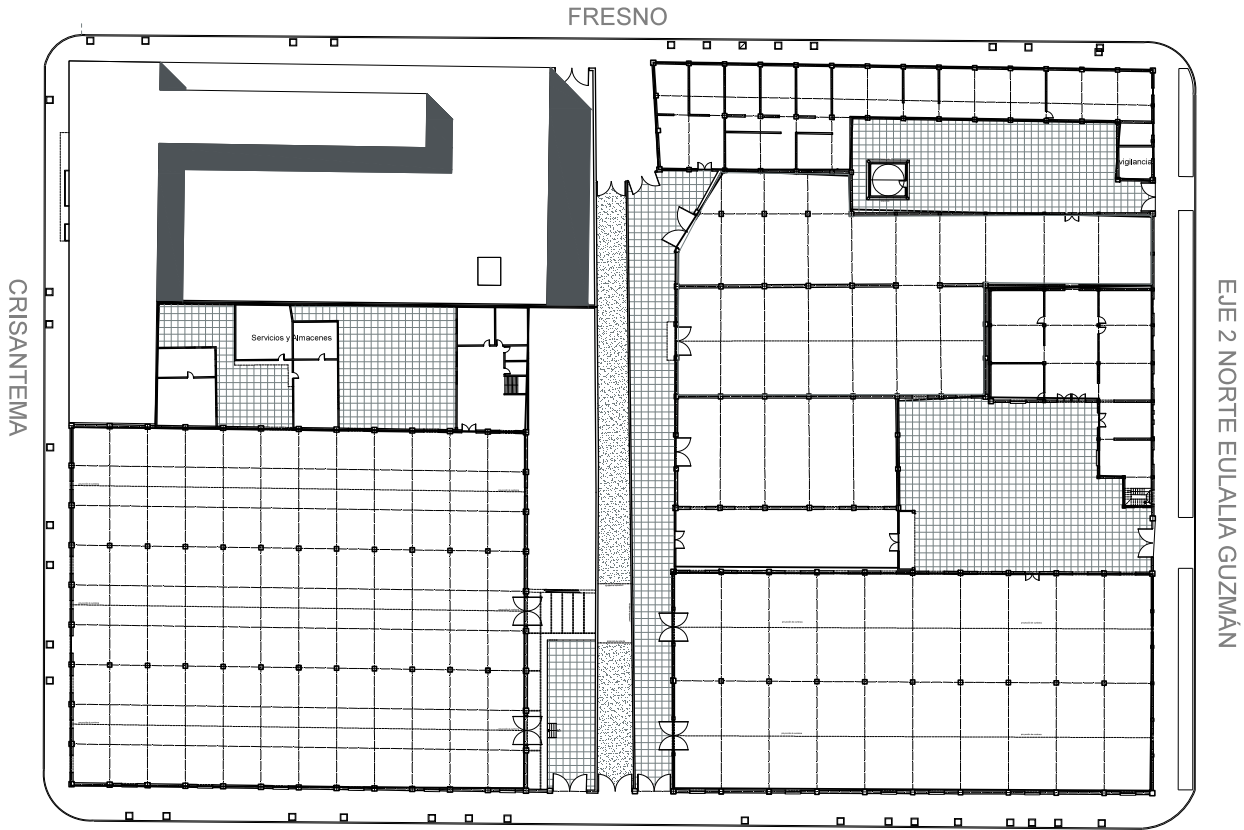 FRESNO
vigilancia
CRISANTEMA
EJE 2 NORTE EULALIA GUZMÁN
Servicios y Almacenes